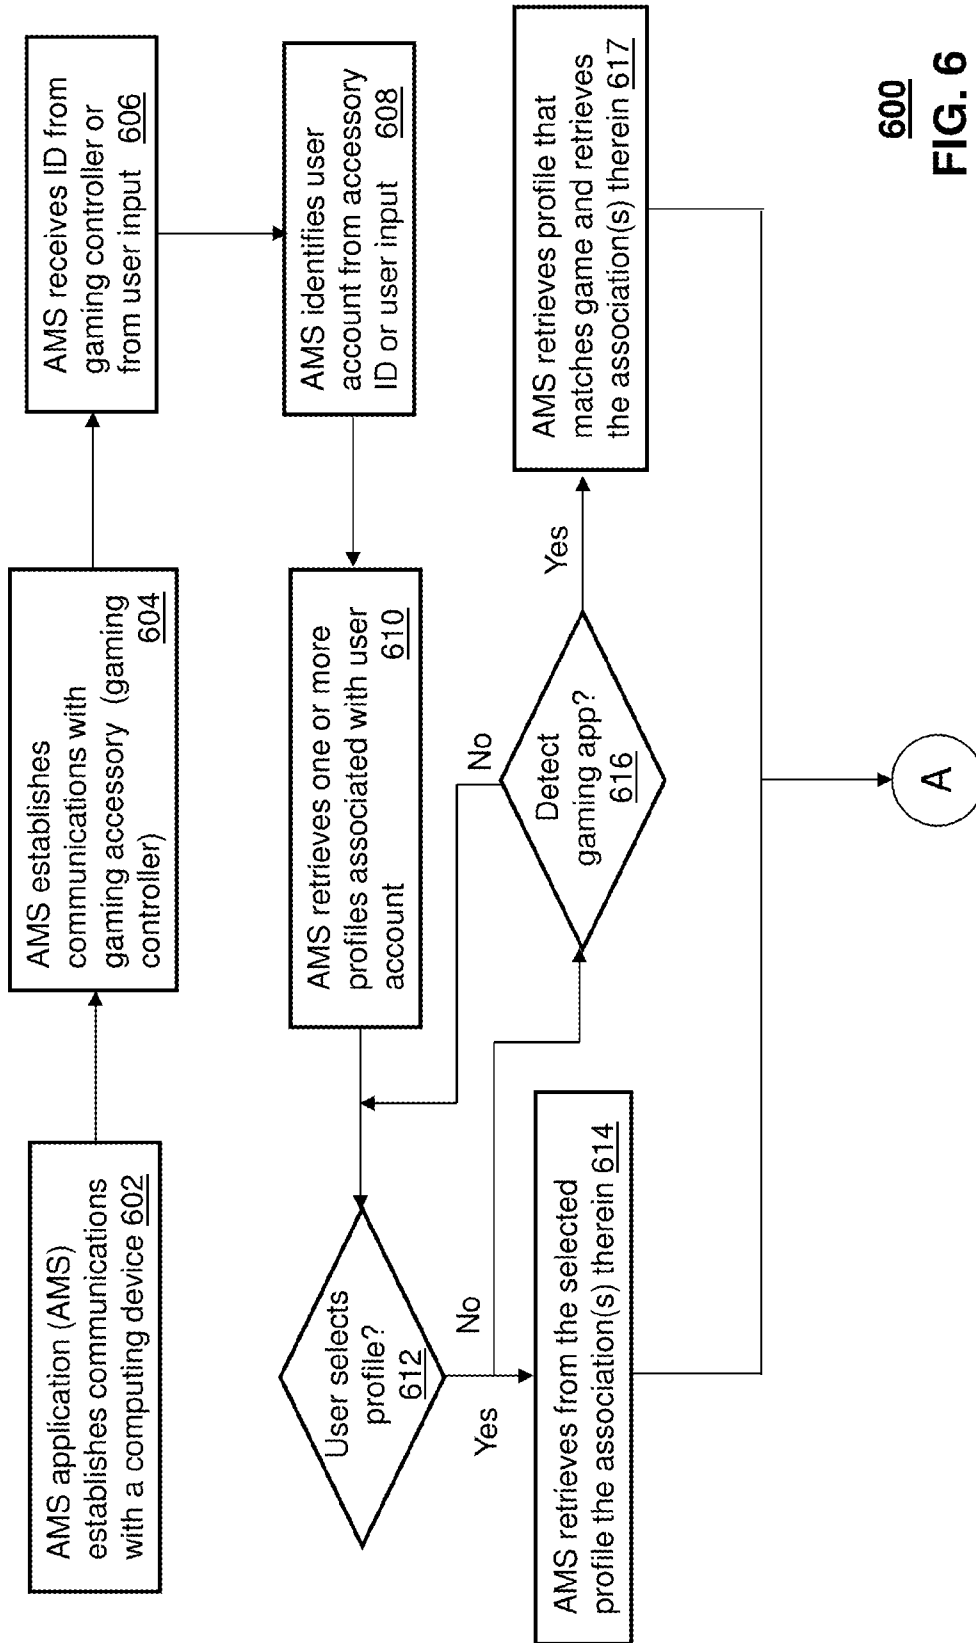 AMS application (AMS)
establishes communications
with a computing device 602
AMS establishes
communications with
gaming accessory (gaming
controller) 604
AMS receives ID from
gaming controller or
from user input 606
AMS identifies user
account from accessory
ID or user input 608
AMS retrieves one or more
profiles associated with user
account 610
User selects
profile?
612
No
Yes
AMS retrieves from the selected
profile the association(s) therein 614
Detect
gaming app?
616
No
Yes
AMS retrieves profile that
matches game and retrieves
the association(s) therein 617
A
600
FIG. 6